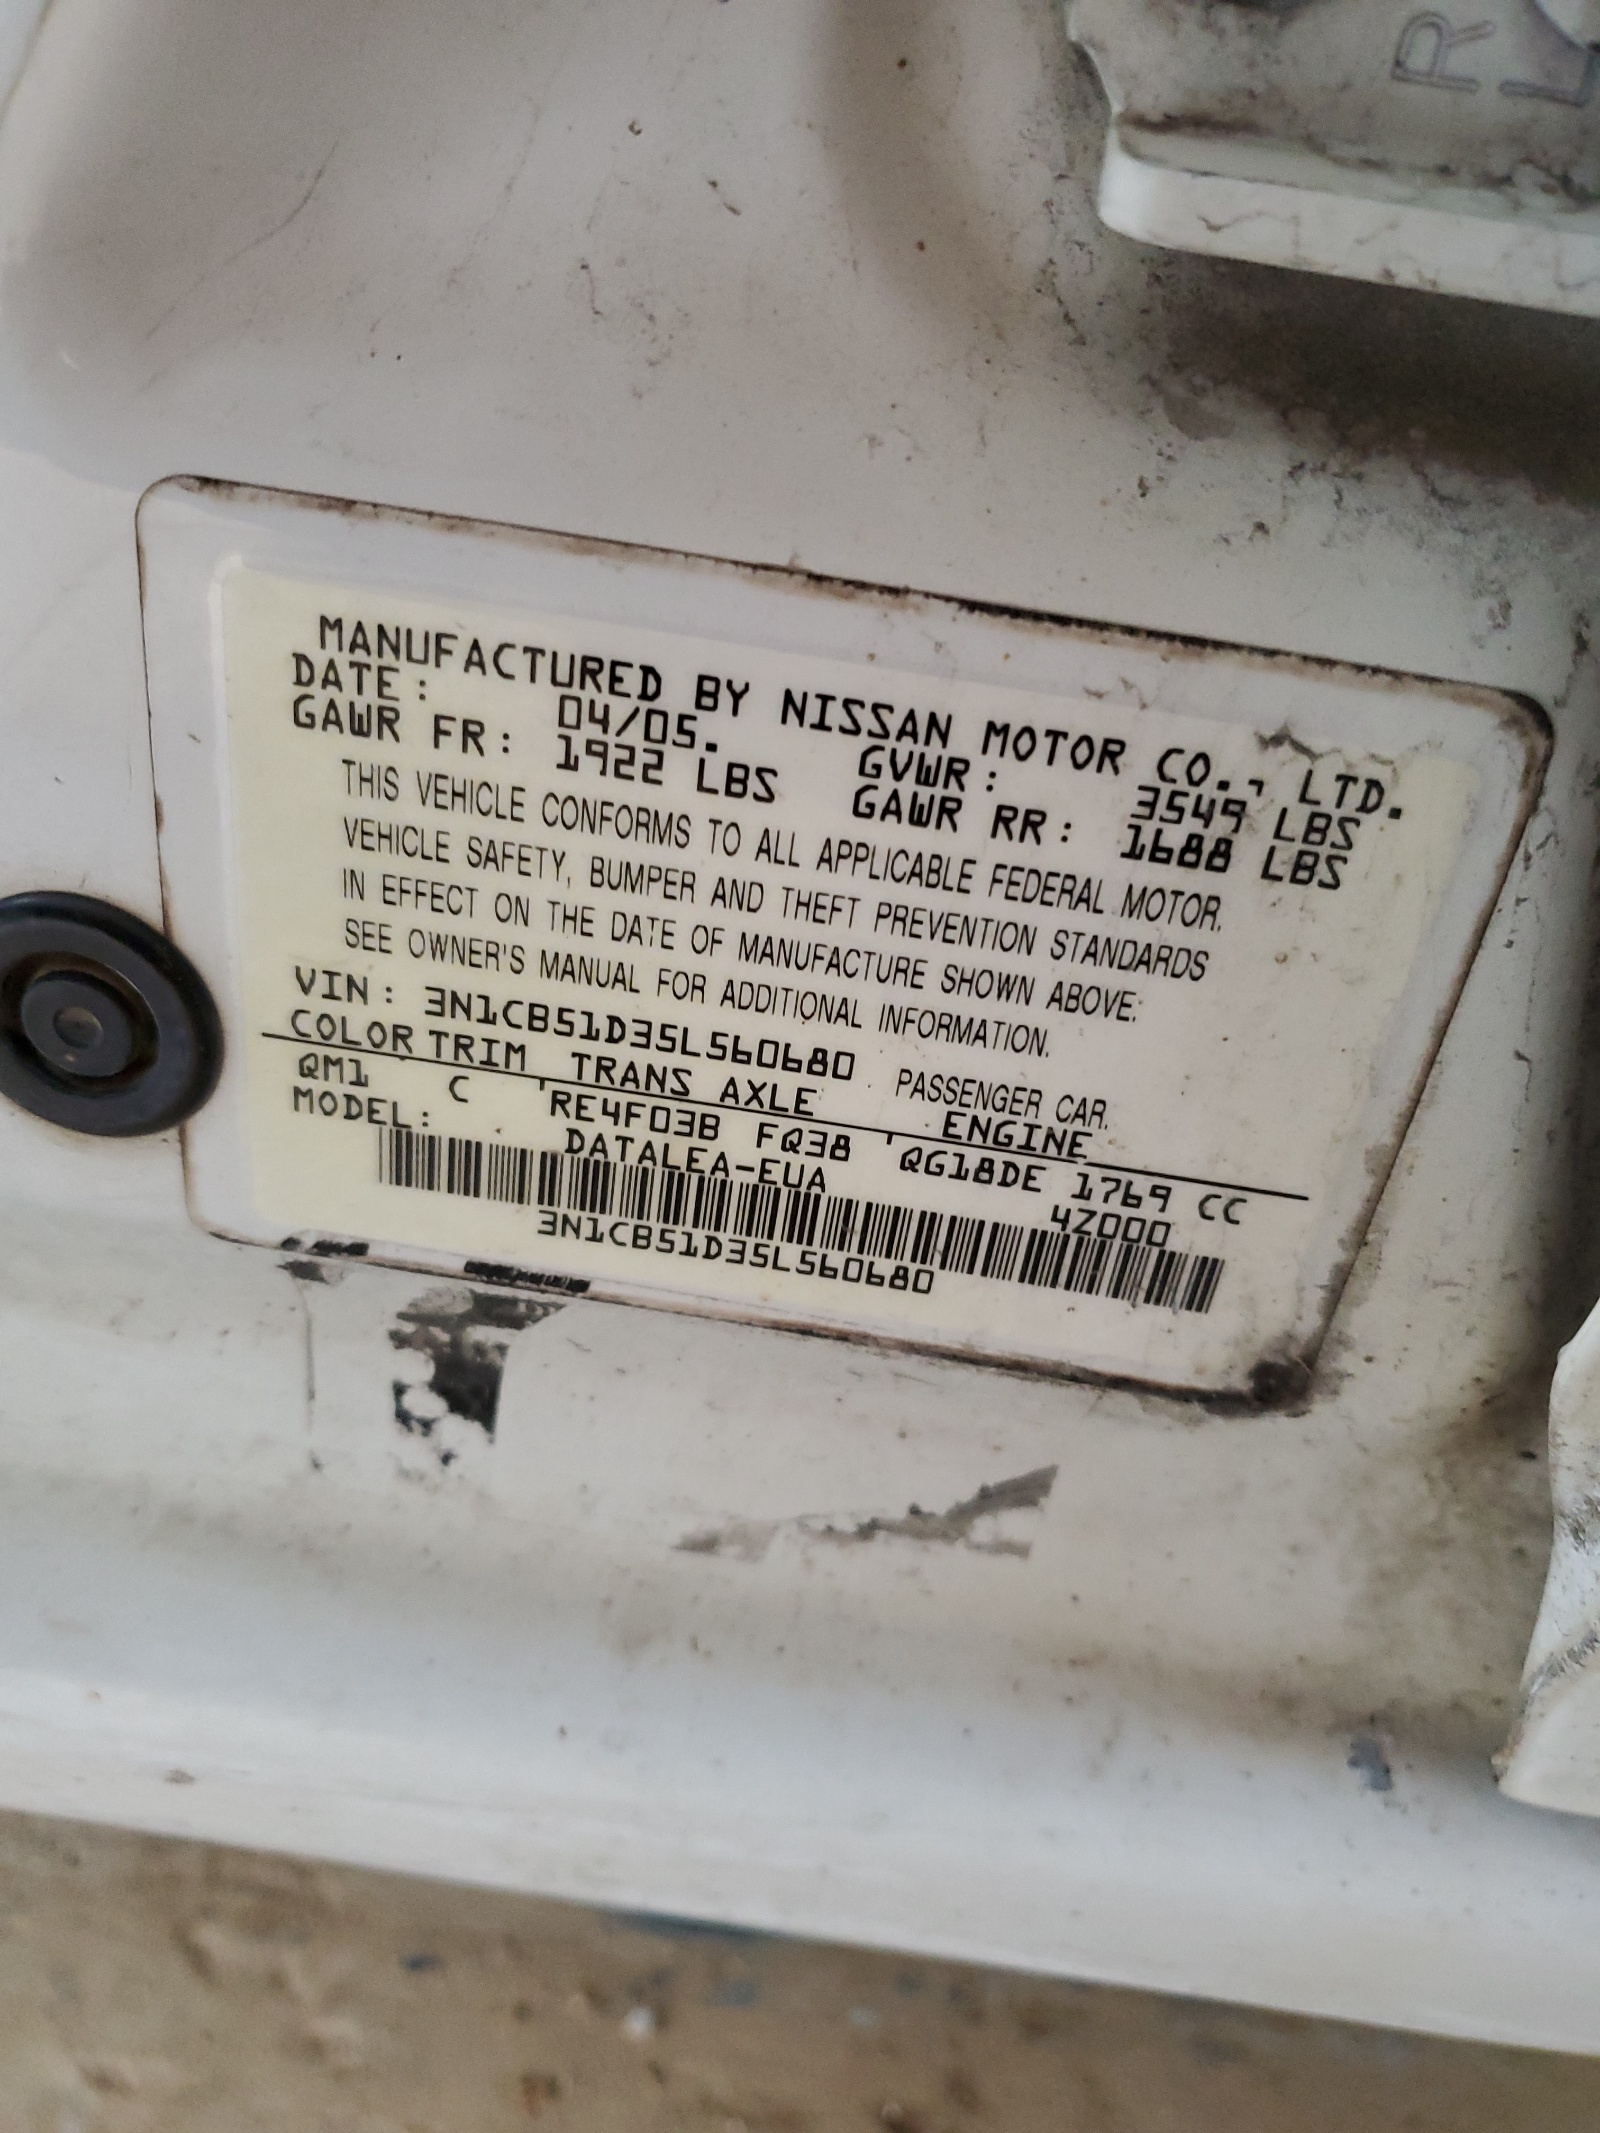 R
L
MANUFACTURED BY NISSAN MOTOR CO., LTD.
DATE: 04/05. GVWR: 3549 LBS
GAWR FR: 1922 LBS GAWR RR: 1688 LBS
THIS VEHICLE CONFORMS TO ALL APPLICABLE FEDERAL MOTOR
VEHICLE SAFETY, BUMPER AND THEFT PREVENTION STANDARDS
IN EFFECT ON THE DATE OF MANUFACTURE SHOWN ABOVE:
SEE OWNER'S MANUAL FOR ADDITIONAL INFORMATION.
VIN: 3N1CB51D35L560680 PASSENGER CAR.
COLOR TRIM TRANS AXLE ENGINE
QM1 C RE4F03B FQ38 QG18DE 1769 CC
MODEL: DATALEA-EUA 4Z000
3N1CB51D35L560680